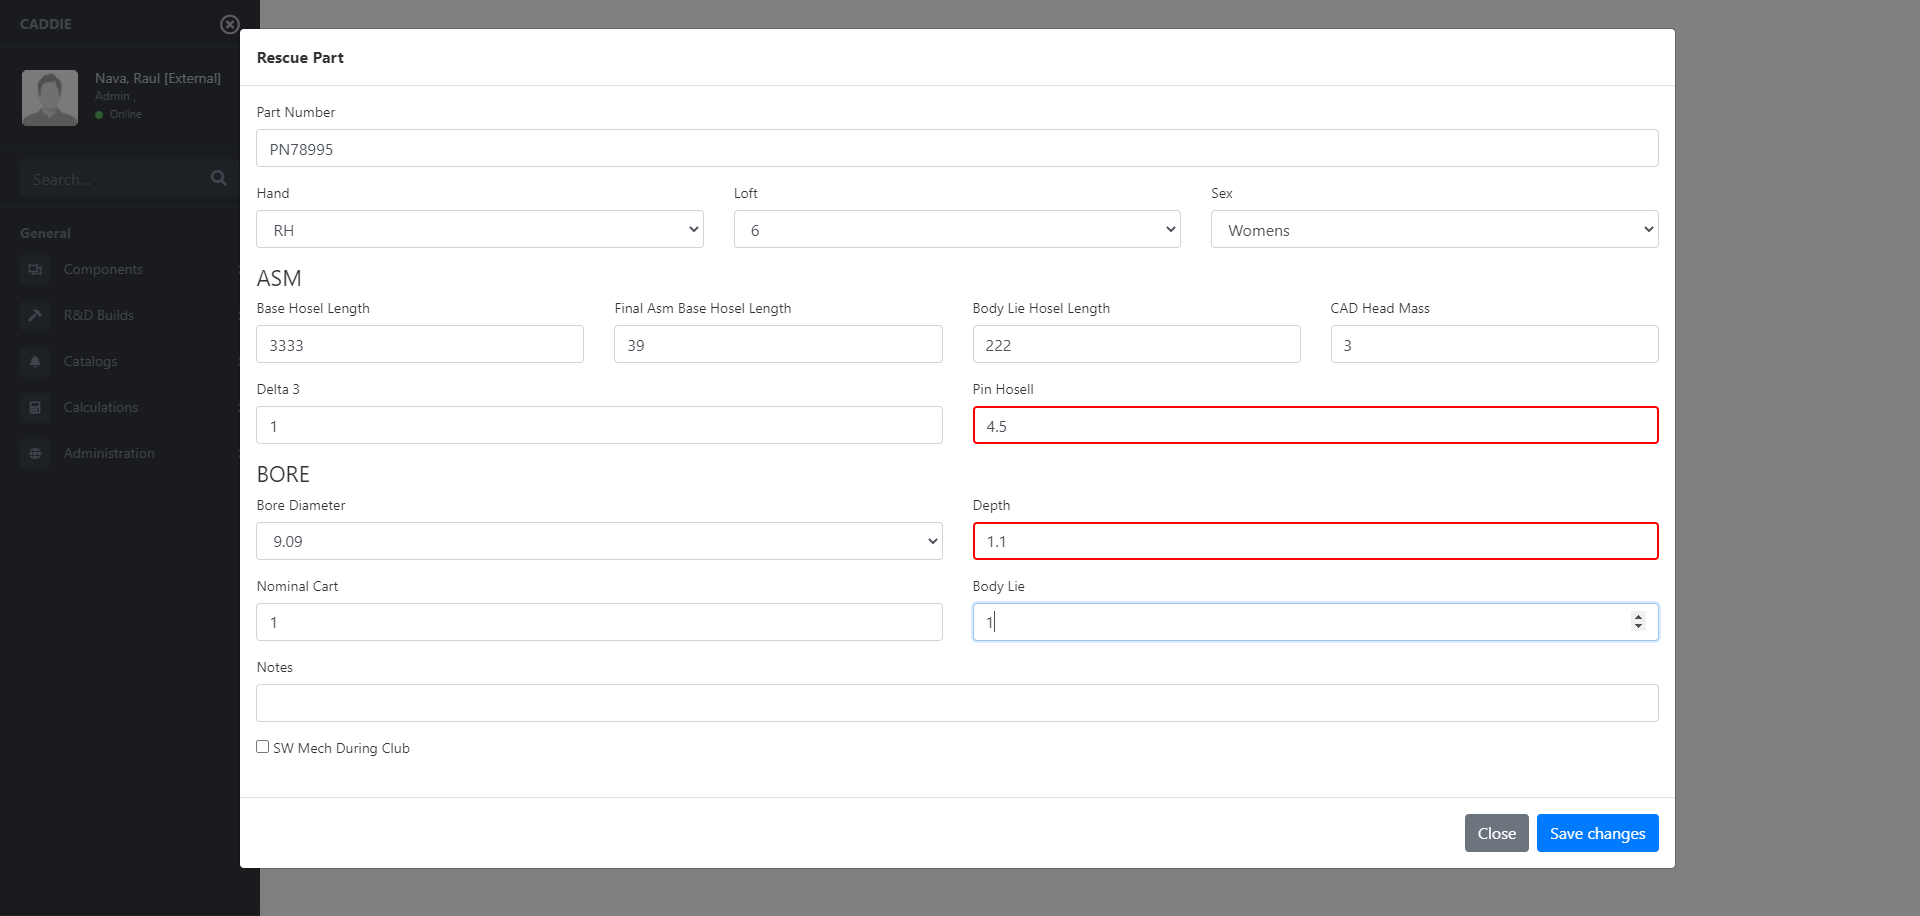 CADDIE
Nava, Raul [External]
Admin ,
Online
Search...
General
Components
R&D Builds
Catalogs
Calculations
Administration
Rescue Part
Part Number
PN78995
Hand Loft Sex
RH 6 Womens
ASM
Base Hosel Length Final Asm Base Hosel Length Body Lie Hosel Length CAD Head Mass
3333 39 222 3
Delta 3 Pin Hosell
1 4.5
BORE
Bore Diameter Depth
9.09 1.1
Nominal Cart Body Lie
1 1
Notes
SW Mech During Club
Close Save changes